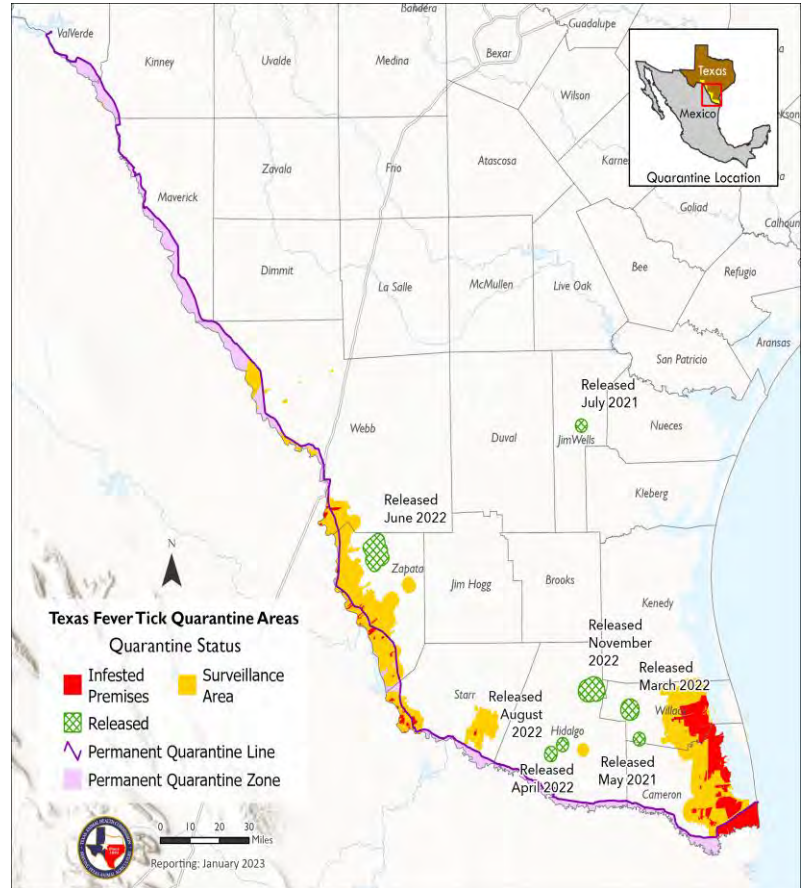 Bandera
ValVerde
Kinney
Uvalde
Medina
Bexar
Guadalupe
Wilson
Texas
Mexico
Quarantine Location
Maverick
Zavala
Frio
Atascosa
Karnes
Goliad
Calhoun
Dimmit
La Salle
McMullen
Live Oak
Bee
Refugio
Aransas
San Patricio
Released
July 2021
Webb
Duval
JimWells
Nueces
Kleberg
Released
June 2022
Zapata
Jim Hogg
Brooks
Kenedy
N
Texas Fever Tick Quarantine Areas
Quarantine Status
Infested
Premises
Surveillance
Area
Released
Permanent Quarantine Line
Permanent Quarantine Zone
Released
November
2022
Released
March 2022
Starr
Released
August
2022
Hidalgo
Willacy
Released
April 2022
Released
May 2021
Cameron
0 10 20 30
Miles
Reporting: January 2023